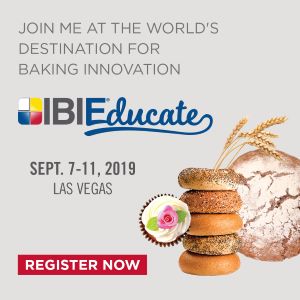 JOIN ME AT THE WORLD'S
DESTINATION FOR
BAKING INNOVATION
IBIEducate®
SEPT. 7-11, 2019
LAS VEGAS
REGISTER NOW